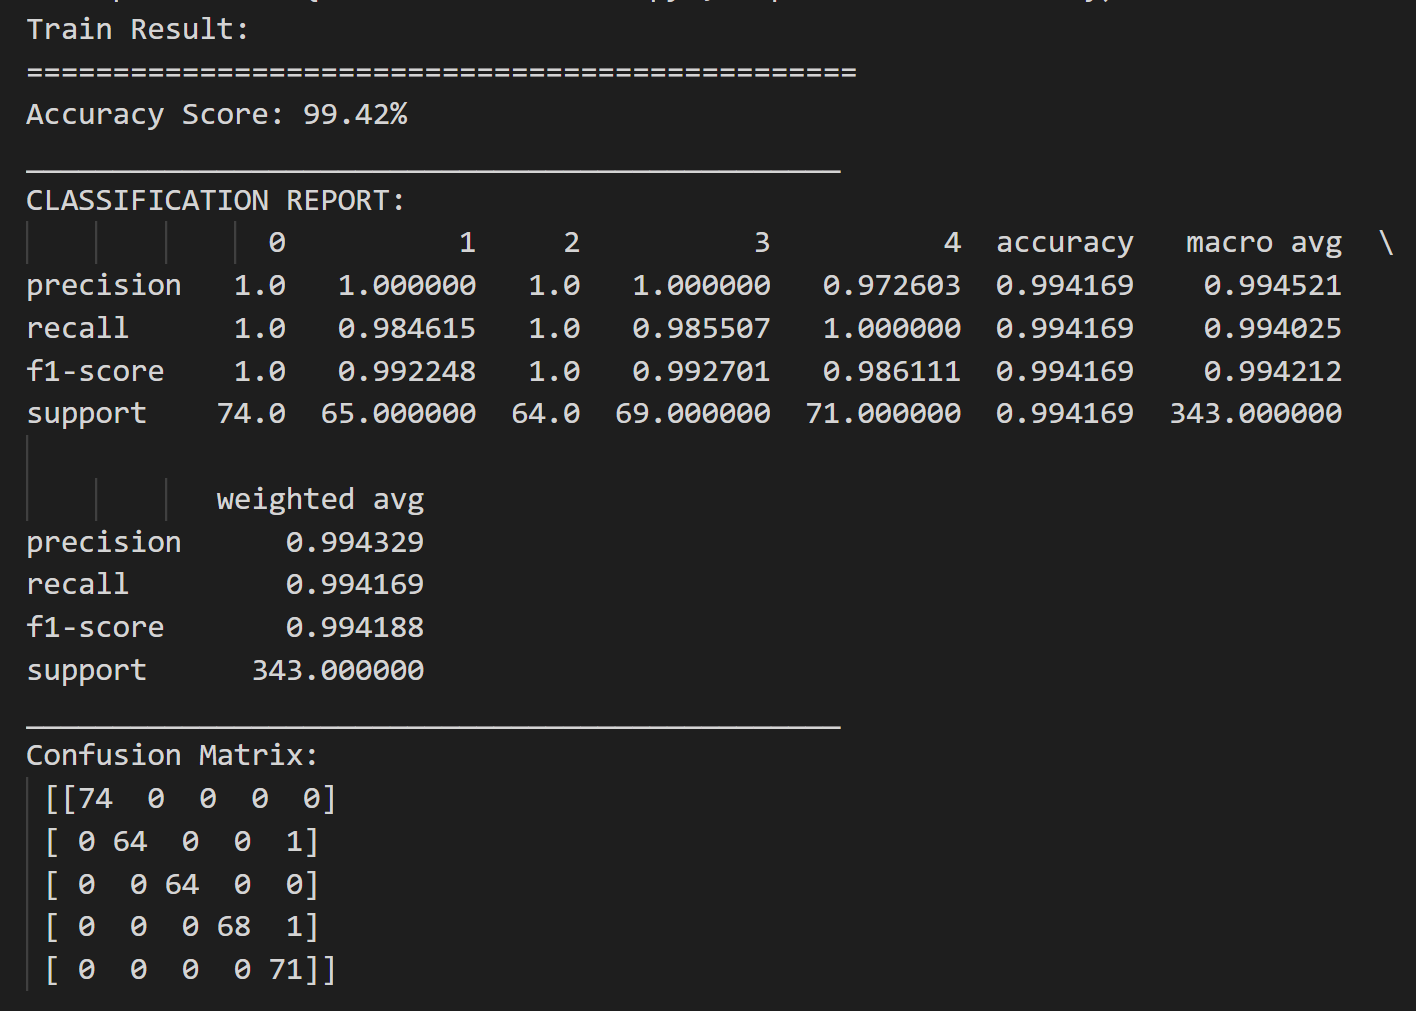 Train Result:
================================================
Accuracy Score: 99.42%
_______________________________________________
CLASSIFICATION REPORT:
              0          1     2          3          4  accuracy   macro avg  \
precision   1.0   1.000000   1.0   1.000000   0.972603  0.994169    0.994521
recall      1.0   0.984615   1.0   0.985507   1.000000  0.994169    0.994025
f1-score    1.0   0.992248   1.0   0.992701   0.986111  0.994169    0.994212
support    74.0  65.000000  64.0  69.000000  71.000000  0.994169  343.000000
           weighted avg
precision      0.994329
recall         0.994169
f1-score       0.994188
support      343.000000
_______________________________________________
Confusion Matrix:
 [[74  0  0  0  0]
 [ 0 64  0  0  1]
 [ 0  0 64  0  0]
 [ 0  0  0 68  1]
 [ 0  0  0  0 71]]